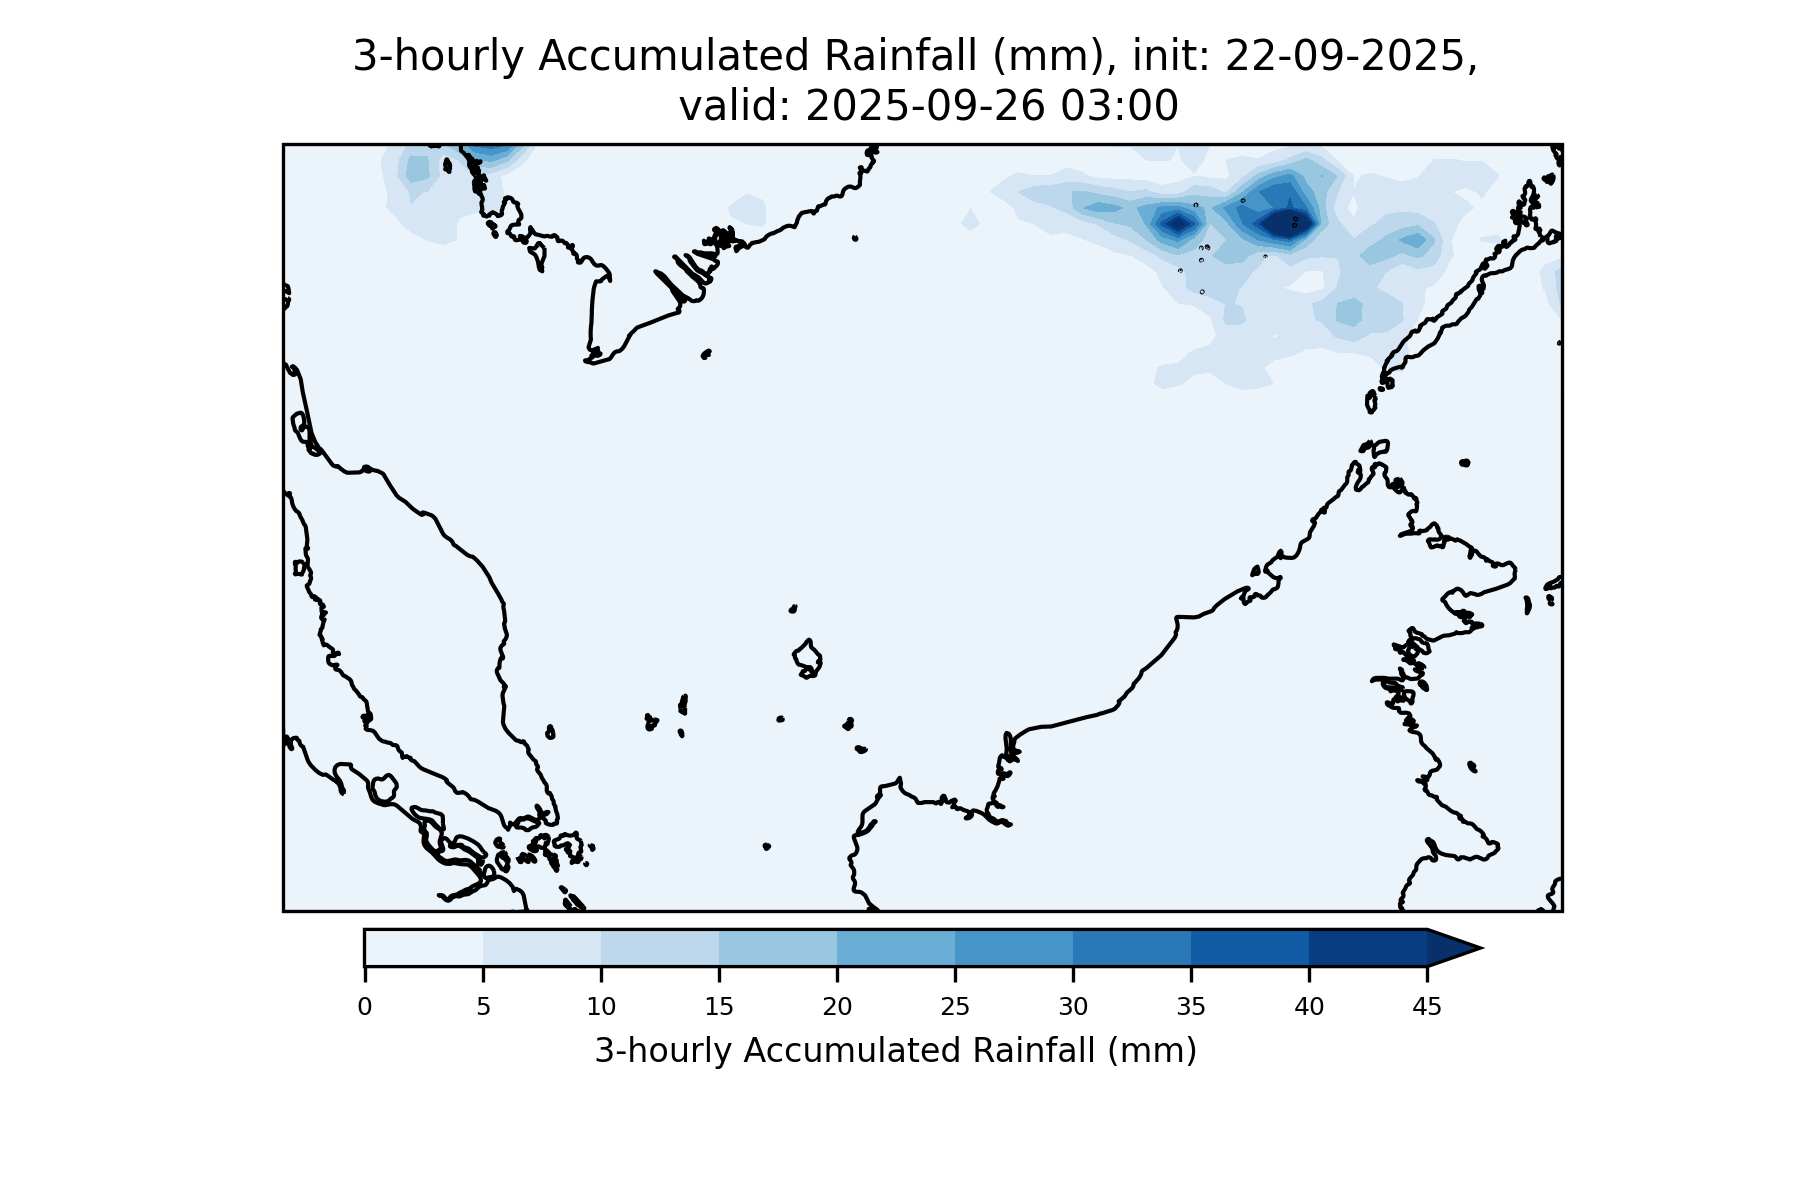 3-hourly Accumulated Rainfall (mm), init: 22-09-2025,
valid: 2025-09-26 03:00
0 5 10 15 20 25 30 35 40 45
3-hourly Accumulated Rainfall (mm)